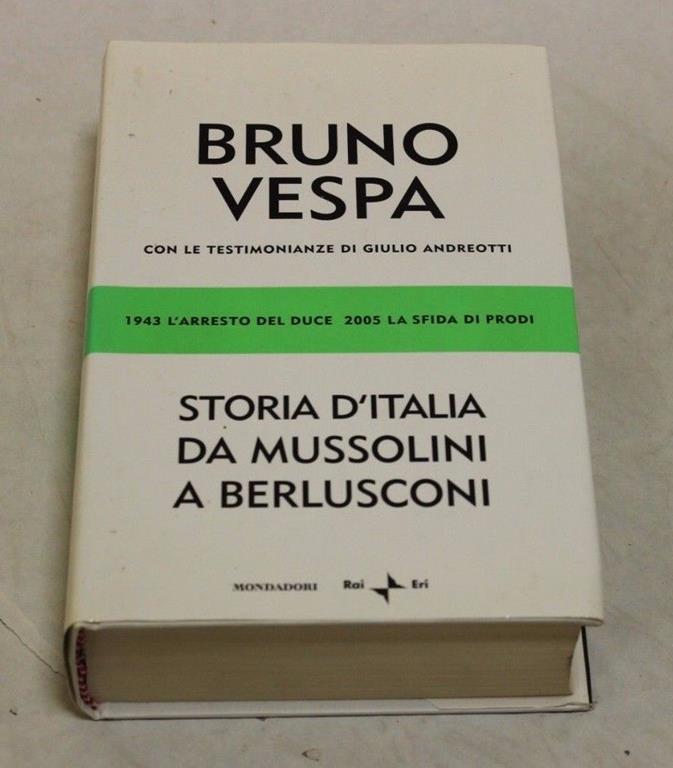 BRUNO
VESPA
CON LE TESTIMONIANZE DI GIULIO ANDREOTTI
1943 L'ARRESTO DEL DUCE 2005 LA SFIDA DI PRODI
STORIA D'ITALIA
DA MUSSOLINI
A BERLUSCONI
MONDADORI Rai Eri